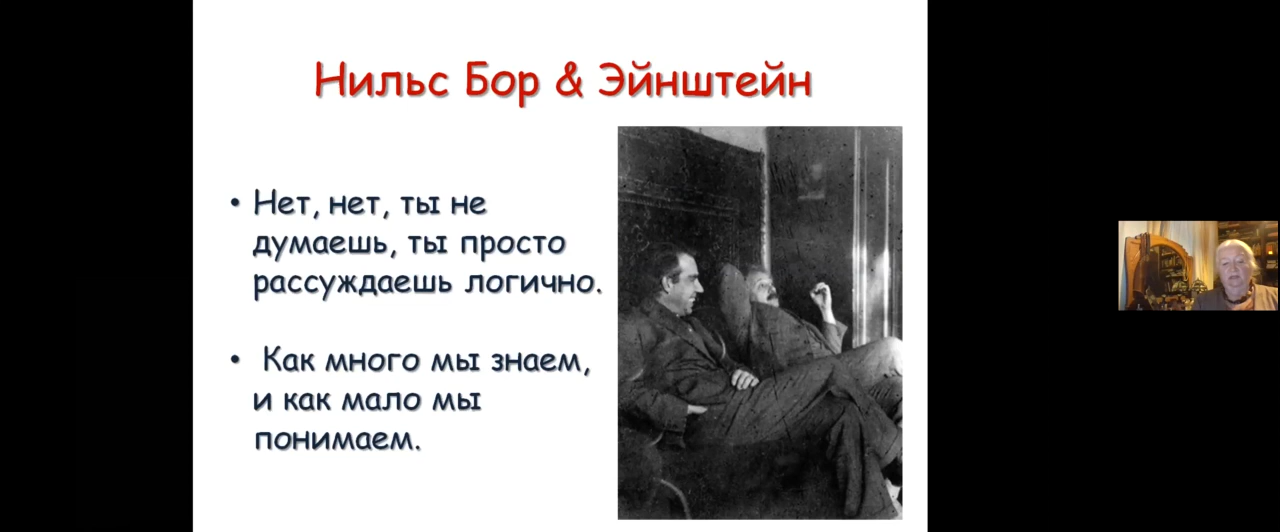 Нильс Бор & Эйнштейн
• Нет, нет, ты не
думаешь, ты просто
рассуждаешь логично.
• Как много мы знаем,
и как мало мы
понимаем.